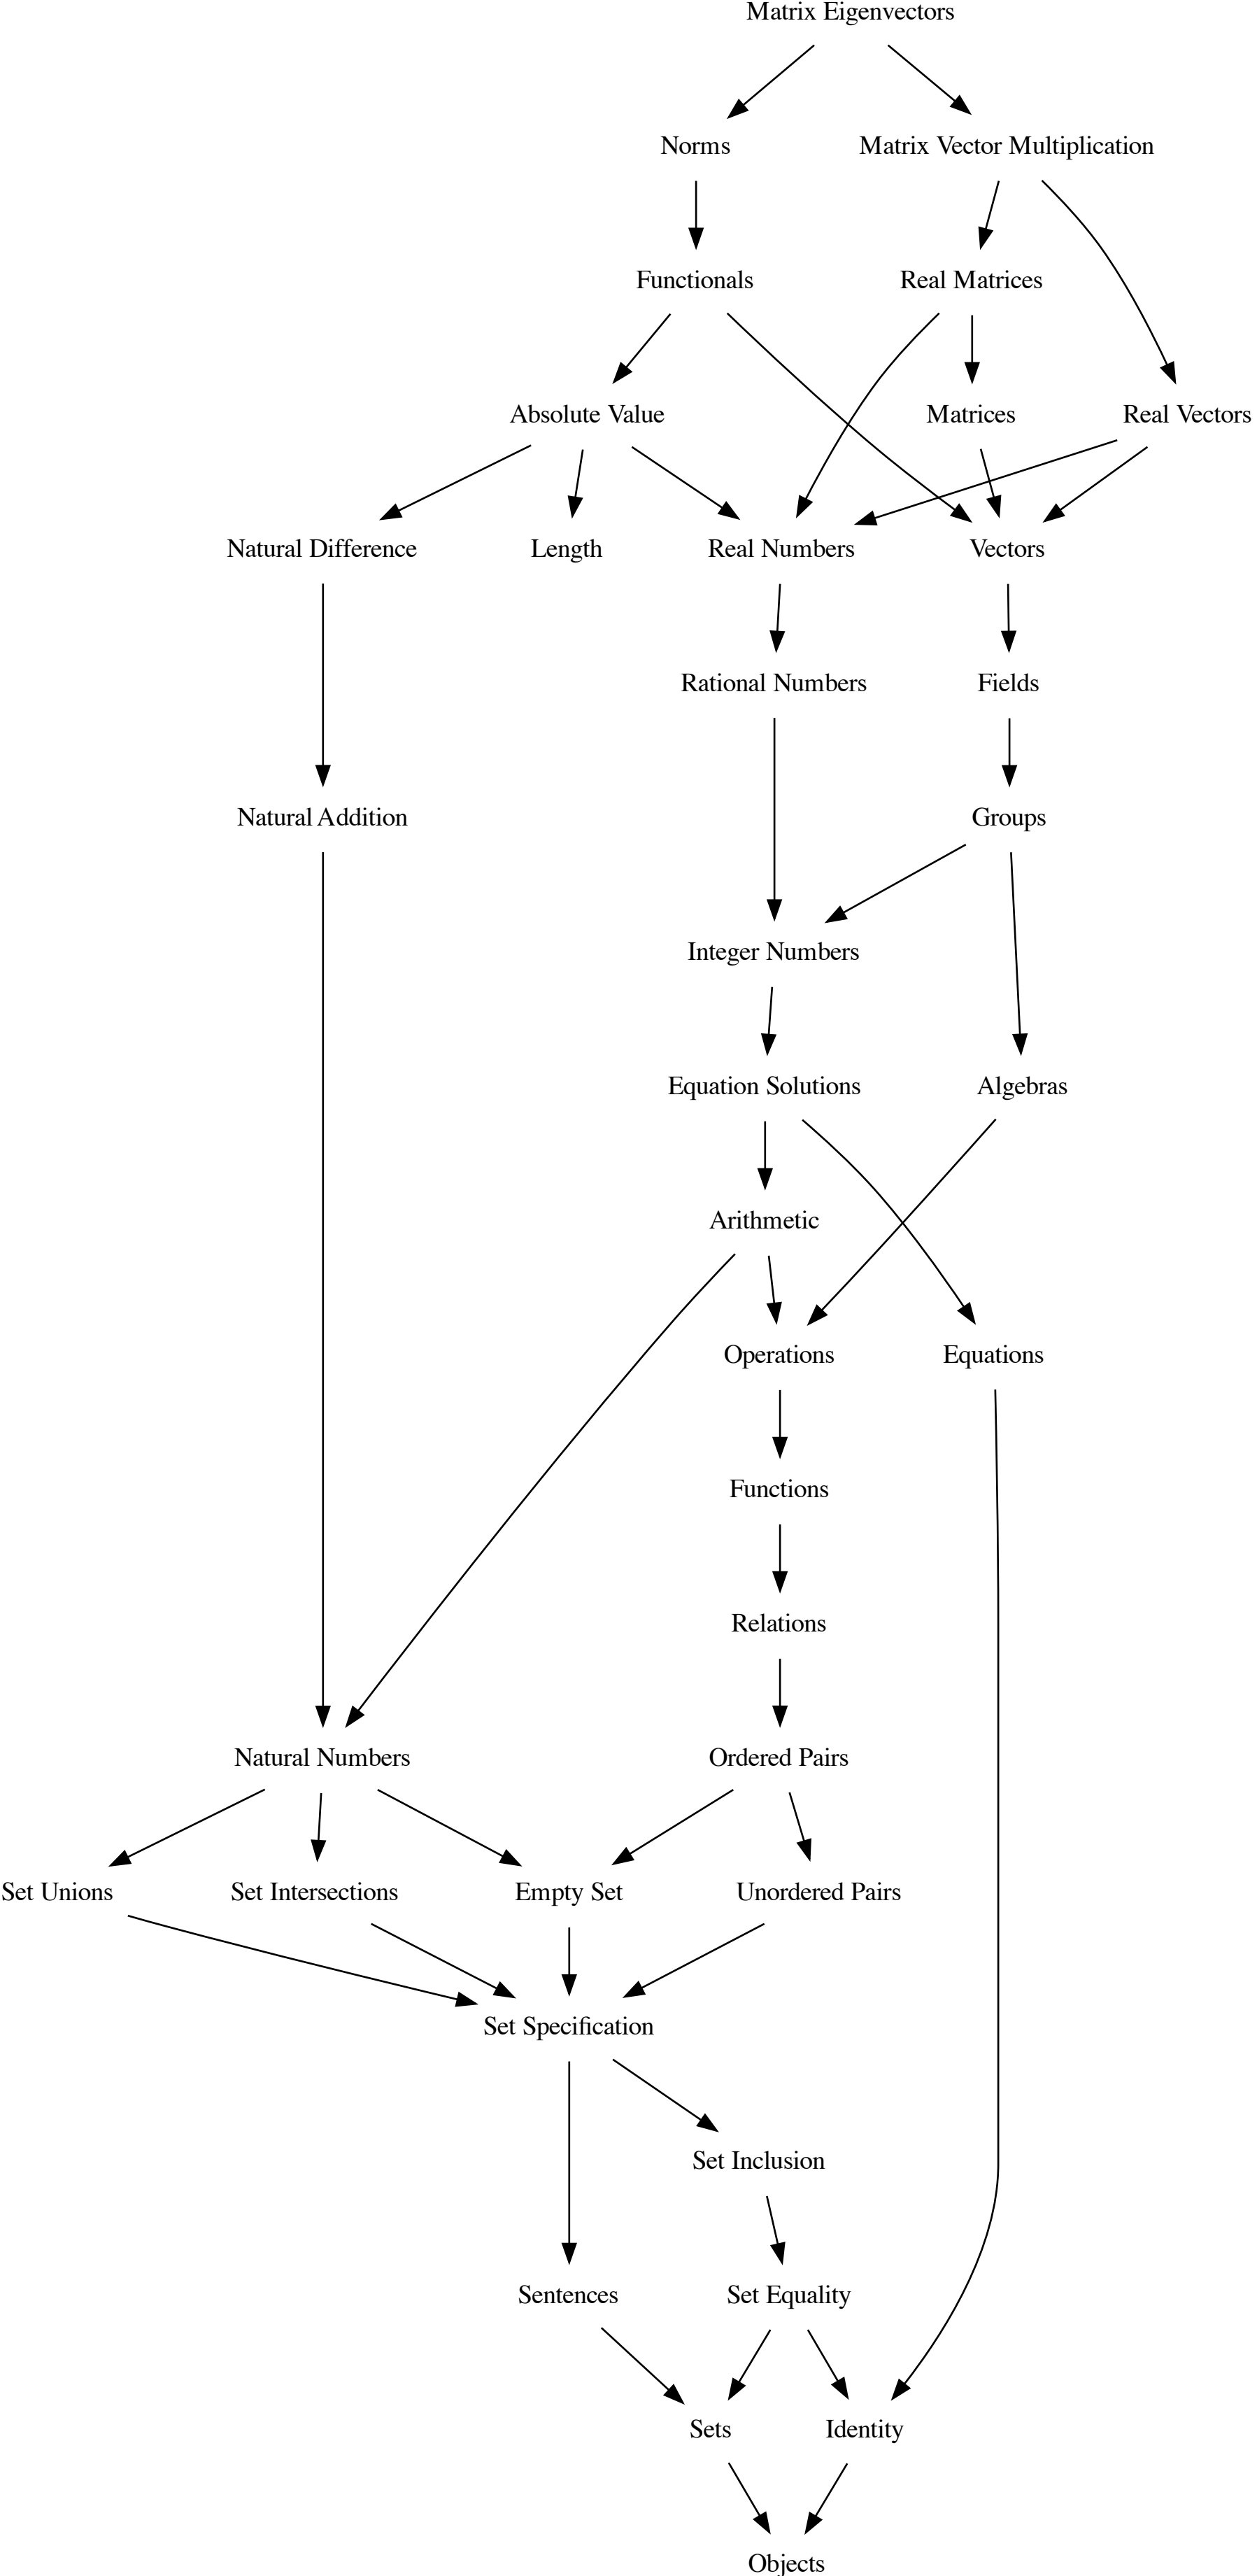 Matrix Eigenvectors
Norms
Matrix Vector Multiplication
Functionals
Real Matrices
Absolute Value
Matrices
Real Vectors
Natural Difference
Length
Real Numbers
Vectors
Rational Numbers
Fields
Natural Addition
Groups
Integer Numbers
Equation Solutions
Algebras
Arithmetic
Operations
Equations
Functions
Relations
Natural Numbers
Ordered Pairs
Set Unions
Set Intersections
Empty Set
Unordered Pairs
Set Specification
Set Inclusion
Sentences
Set Equality
Sets
Identity
Objects